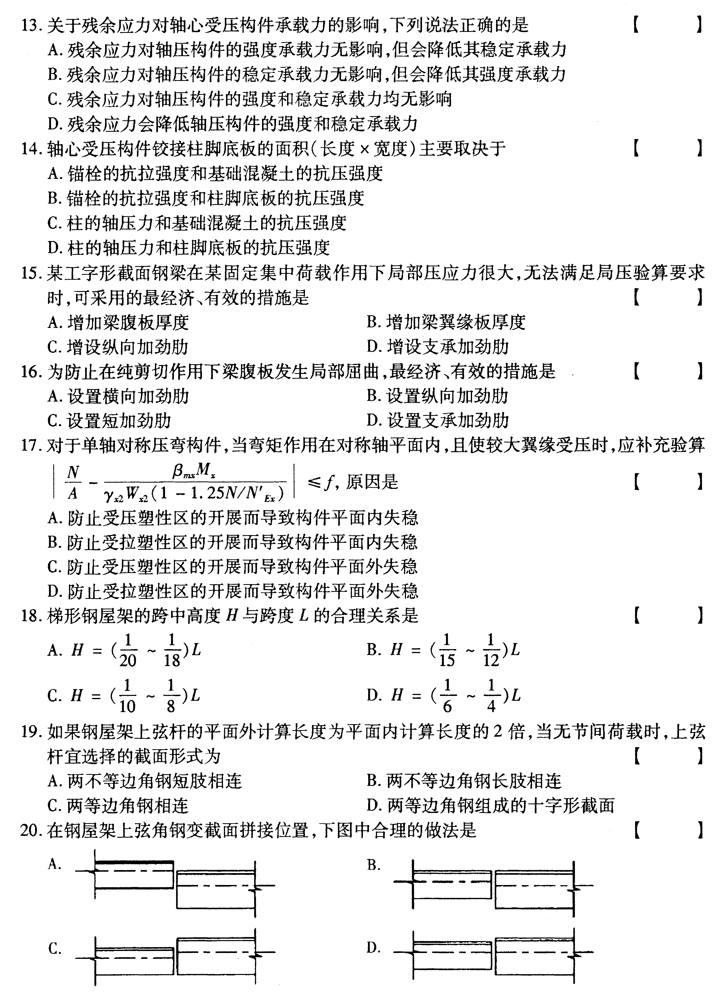 13. 关于残余应力对轴心受压构件承载力的影响,下列说法正确的是 【 】
A. 残余应力对轴压构件的强度承载力无影响,但会降低其稳定承载力
B. 残余应力对轴压构件的稳定承载力无影响,但会降低其强度承载力
C. 残余应力对轴压构件的强度和稳定承载力均无影响
D. 残余应力会降低轴压构件的强度和稳定承载力
14. 轴心受压构件铰接柱脚底板的面积(长度×宽度)主要取决于 【 】
A. 锚栓的抗拉强度和基础混凝土的抗压强度
B. 锚栓的抗拉强度和柱脚底板的抗压强度
C. 柱的轴压力和基础混凝土的抗压强度
D. 柱的轴压力和柱脚底板的抗压强度
15. 某工字形截面钢梁在某固定集中荷载作用下局部压应力很大,无法满足局压验算要求
时,可采用的最经济、有效的措施是 【 】
A. 增加梁腹板厚度 B. 增加梁翼缘板厚度
C. 增设纵向加劲肋 D. 增设支承加劲肋
16. 为防止在纯剪切作用下梁腹板发生局部屈曲,最经济、有效的措施是 【 】
A. 设置横向加劲肋 B. 设置纵向加劲肋
C. 设置短加劲肋 D. 设置支承加劲肋
17. 对于单轴对称压弯构件,当弯矩作用在对称轴平面内,且使较大翼缘受压时,应补充验算
| N/A - β_mx M_x / γ_x2 W_x2 (1 - 1.25N/N'_Ex) | ≤ f, 原因是 【 】
A. 防止受压塑性区的开展而导致构件平面内失稳
B. 防止受拉塑性区的开展而导致构件平面内失稳
C. 防止受压塑性区的开展而导致构件平面外失稳
D. 防止受拉塑性区的开展而导致构件平面外失稳
18. 梯形钢屋架的跨中高度 H 与跨度 L 的合理关系是 【 】
A. H = (1/20 ~ 1/18)L B. H = (1/15 ~ 1/12)L
C. H = (1/10 ~ 1/8)L D. H = (1/6 ~ 1/4)L
19. 如果钢屋架上弦杆的平面外计算长度为平面内计算长度的 2 倍,当无节间荷载时,上弦
杆宜选择的截面形式为 【 】
A. 两不等边角钢短肢相连 B. 两不等边角钢长肢相连
C. 两等边角钢相连 D. 两等边角钢组成的十字形截面
20. 在钢屋架上弦角钢变截面拼接位置,下图中合理的做法是 【 】
A. B.
C. D.